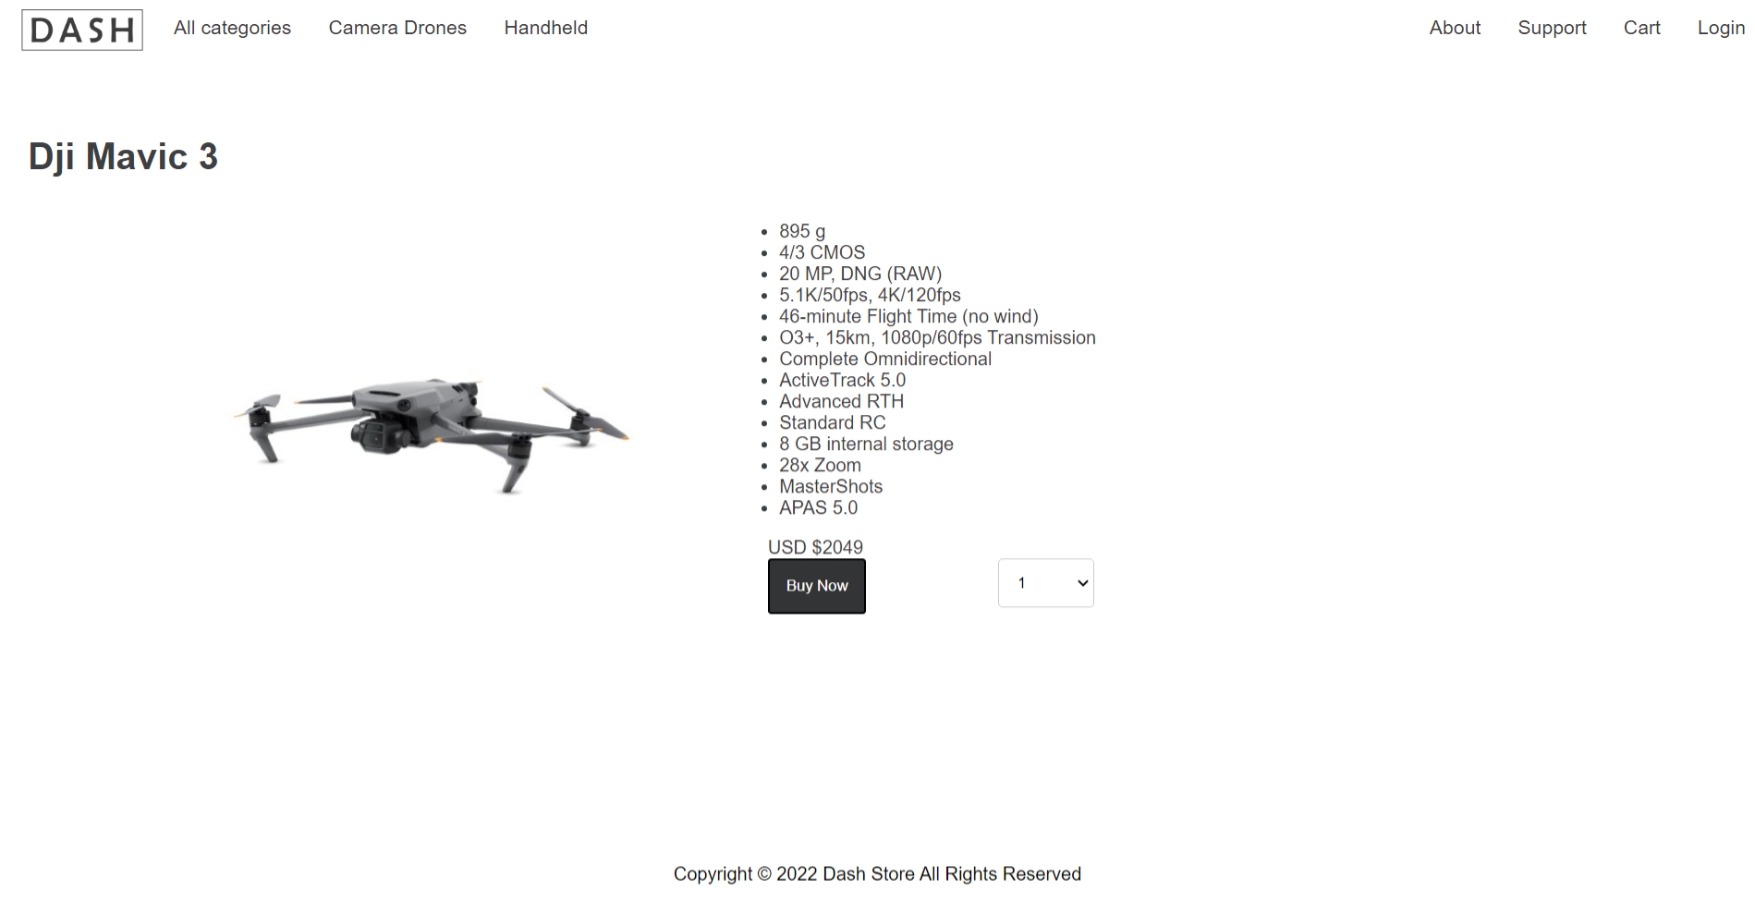 DASH All categories Camera Drones Handheld About Support Cart Login
Dji Mavic 3
895 g
4/3 CMOS
20 MP, DNG (RAW)
5.1K/50fps, 4K/120fps
46-minute Flight Time (no wind)
O3+, 15km, 1080p/60fps Transmission
Complete Omnidirectional
ActiveTrack 5.0
Advanced RTH
Standard RC
8 GB internal storage
28x Zoom
MasterShots
APAS 5.0
USD $2049
Buy Now 1
Copyright © 2022 Dash Store All Rights Reserved